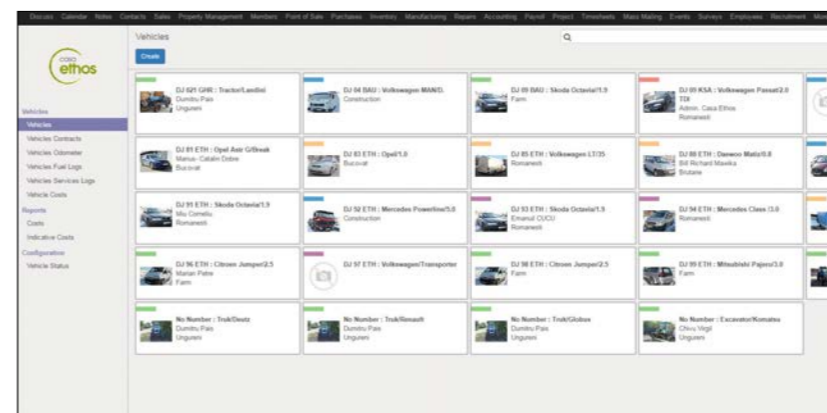 Discuss Calendar Notes Contacts Sales Property Management Members Point of Sale Purchases Inventory Manufacturing Repairs Accounting Payroll Project Timesheets Mass Mailing Events Surveys Employees Recruitment More
casa
ethos
Vehicles
Create
Vehicles
Vehicles
Vehicles Contracts
Vehicles Odometer
Vehicles Fuel Logs
Vehicles Services Logs
Vehicle Costs
Reports
Costs
Indicative Costs
Configuration
Vehicle Status
DJ 621 GHR : Tractor/Landini
Dumitru Pais
Ungureni
DJ 04 BAU : Volkswagen MAN/D.
Construction
DJ 09 BAU : Skoda Octavia/1.9
Farm
DJ 09 KSA : Volkswagen Passat/2.0
TDI
Admin. Casa Ethos
Romanesti
DJ 81 ETH : Opel Astr G/Break
Marius- Catalin Dobre
Bucovat
DJ 83 ETH : Opel/1.0
Bucovat
DJ 85 ETH : Volkswagen LT/35
Romanesti
DJ 88 ETH : Daewoo Matiz/0.8
Bill Richard Mawika
Bratane
DJ 91 ETH : Skoda Octavia/1.9
Miu Corneliu
Romanesti
DJ 92 ETH : Mercedes Powerline/5.0
Construction
DJ 93 ETH : Skoda Octavia/1.9
Emanuil CUCU
Romanesti
DJ 94 ETH : Mercedes Classe /3.0
Romanesti
DJ 96 ETH : Citroen Jumper/2.5
Marian Petre
Farm
DJ 97 ETH : Volkswagen/Transporter
DJ 98 ETH : Citroen Jumper/2.5
Farm
DJ 99 ETH : Mitsubishi Pajero/3.0
Farm
No Number : Truk/Deutz
Dumitru Pais
Ungureni
No Number : Truk/Renault
Dumitru Pais
Ungureni
No Number : Truk/Globus
Dumitru Pais
Ungureni
No Number : Excavator/Komatsu
Chivu Virgil
Ungureni